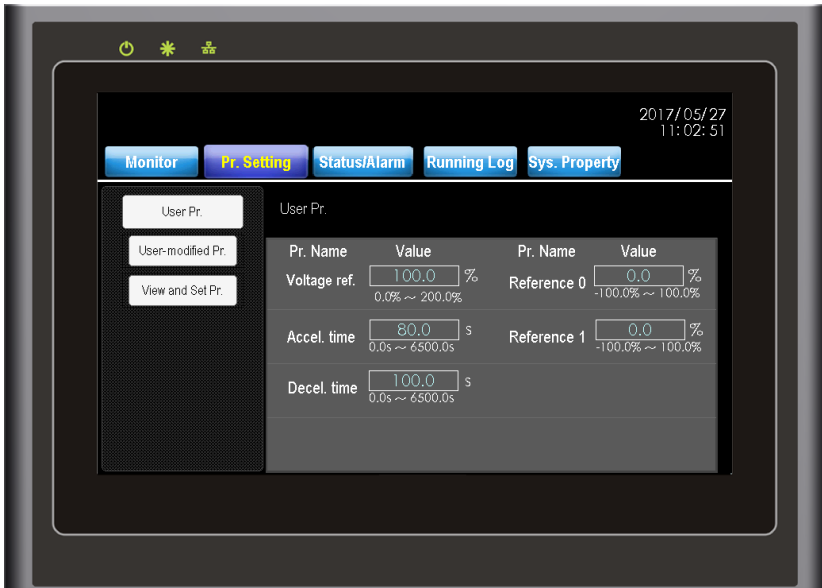 2017/05/27
11:02:51
Monitor Pr. Setting Status/Alarm Running Log Sys. Property
User Pr.
User-modified Pr.
View and Set Pr.
User Pr.
Pr. Name Value Pr. Name Value
Voltage ref. 100.0 % Reference 0 0.0 %
0.0% ~ 200.0% -100.0% ~ 100.0%
Accel. time 80.0 s Reference 1 0.0 %
0.0s ~ 6500.0s -100.0% ~ 100.0%
Decel. time 100.0 s
0.0s ~ 6500.0s